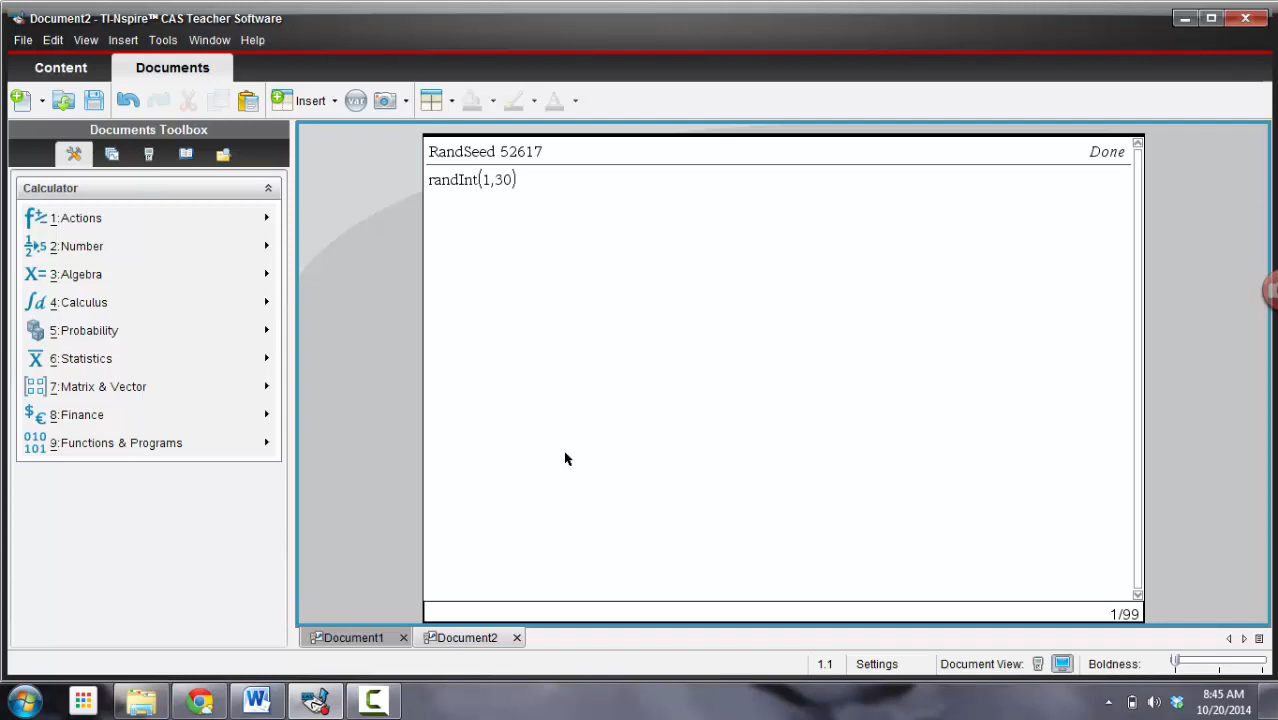 Document2 - TI-Nspire™ CAS Teacher Software
File Edit View Insert Tools Window Help
Content Documents
Insert var
Documents Toolbox
Calculator
1:Actions
2:Number
3:Algebra
4:Calculus
5:Probability
6:Statistics
7:Matrix & Vector
8:Finance
9:Functions & Programs
RandSeed 52617 Done
randInt(1,30)
1/99
Document1 Document2
1.1 Settings Document View: Boldness:
8:45 AM
10/20/2014